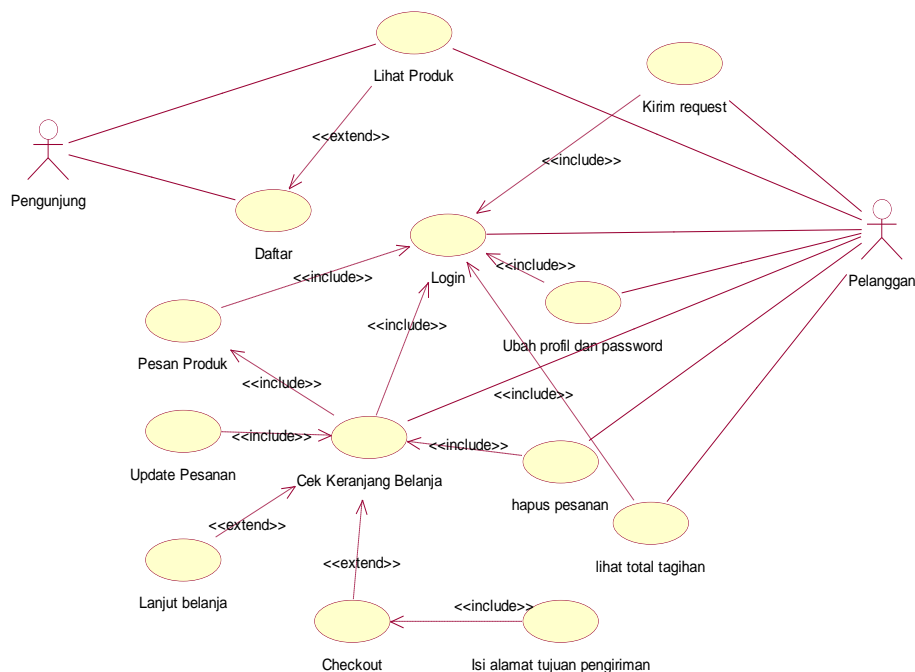 Lihat Produk
Kirim request
<<extend>>
<<include>>
Pengunjung
Daftar
Login
Pelanggan
<<include>>
<<include>>
<<include>>
Ubah profil dan password
Pesan Produk
<<include>>
<<include>>
<<include>>
Update Pesanan
Cek Keranjang Belanja
hapus pesanan
<<extend>>
<<extend>>
lihat total tagihan
Lanjut belanja
<<include>>
Checkout
Isi alamat tujuan pengiriman